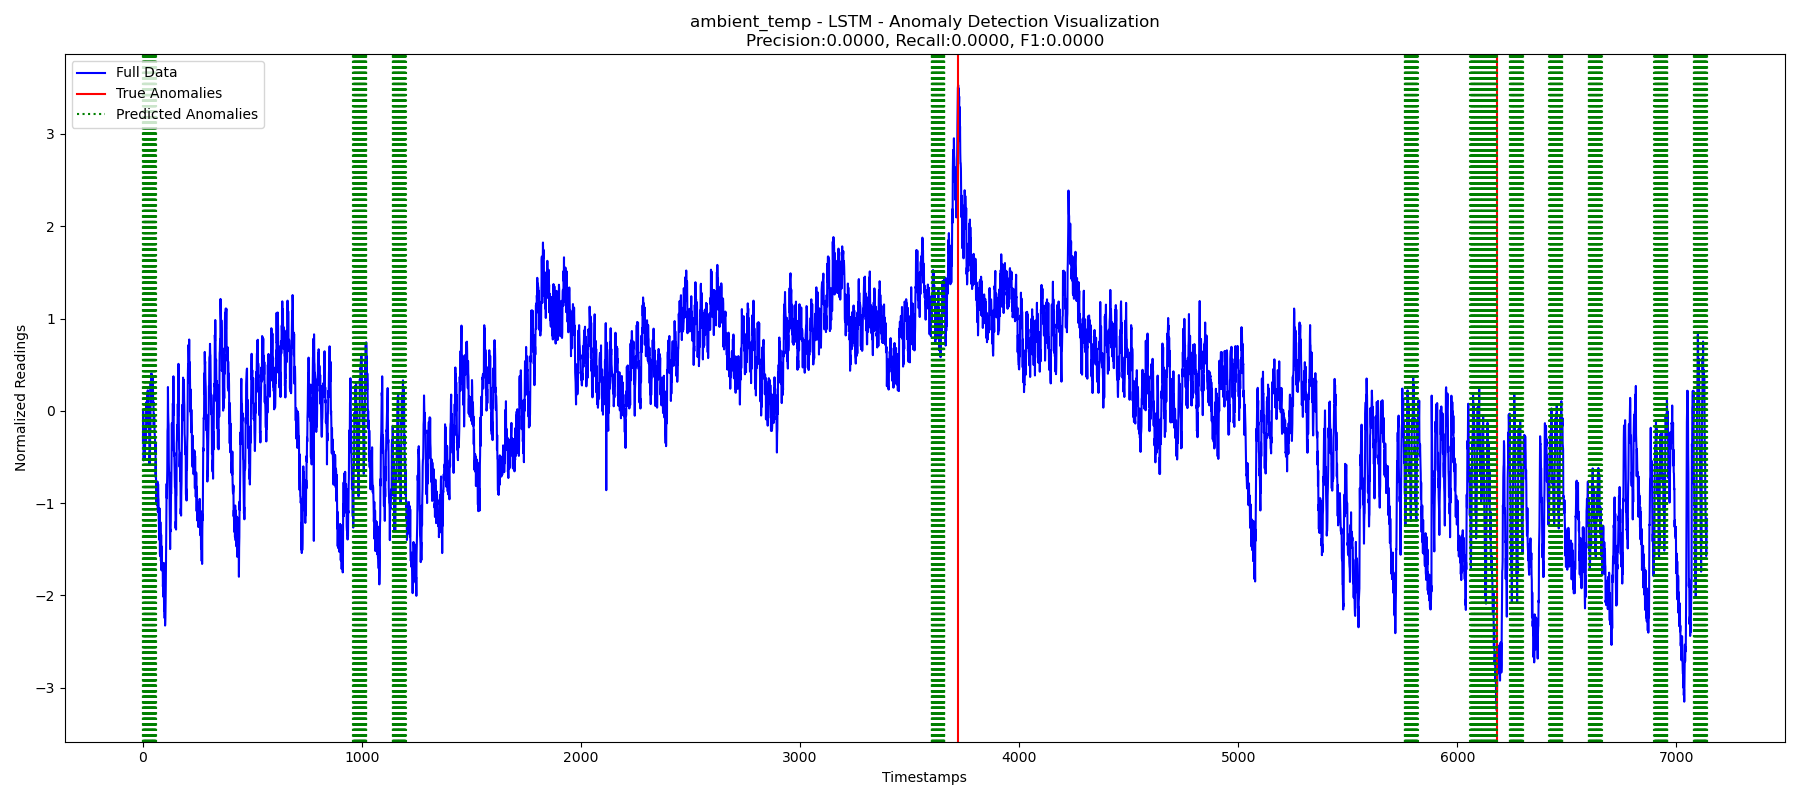 ambient_temp - LSTM - Anomaly Detection Visualization
Precision:0.0000, Recall:0.0000, F1:0.0000
Full Data
True Anomalies
Predicted Anomalies
Normalized Readings
3
2
1
0
−1
−2
−3
0 1000 2000 3000 4000 5000 6000 7000
Timestamps